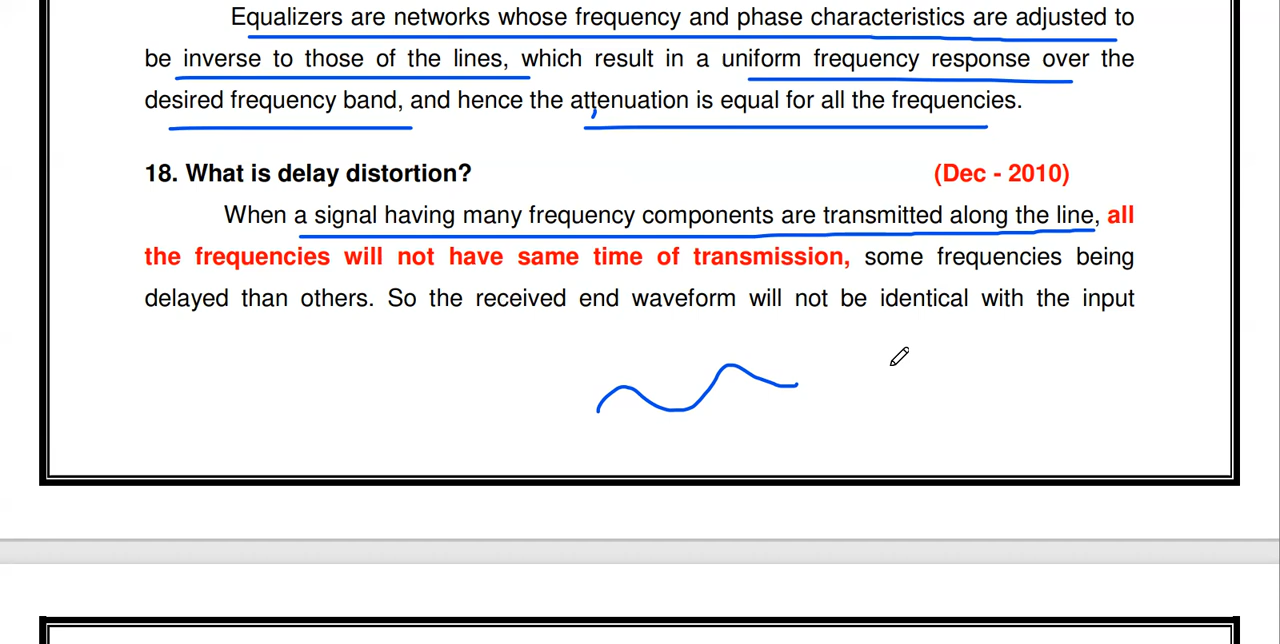 Equalizers are networks whose frequency and phase characteristics are adjusted to
be inverse to those of the lines, which result in a uniform frequency response over the
desired frequency band, and hence the attenuation is equal for all the frequencies.
18. What is delay distortion? (Dec - 2010)
When a signal having many frequency components are transmitted along the line, all
the frequencies will not have same time of transmission, some frequencies being
delayed than others. So the received end waveform will not be identical with the input